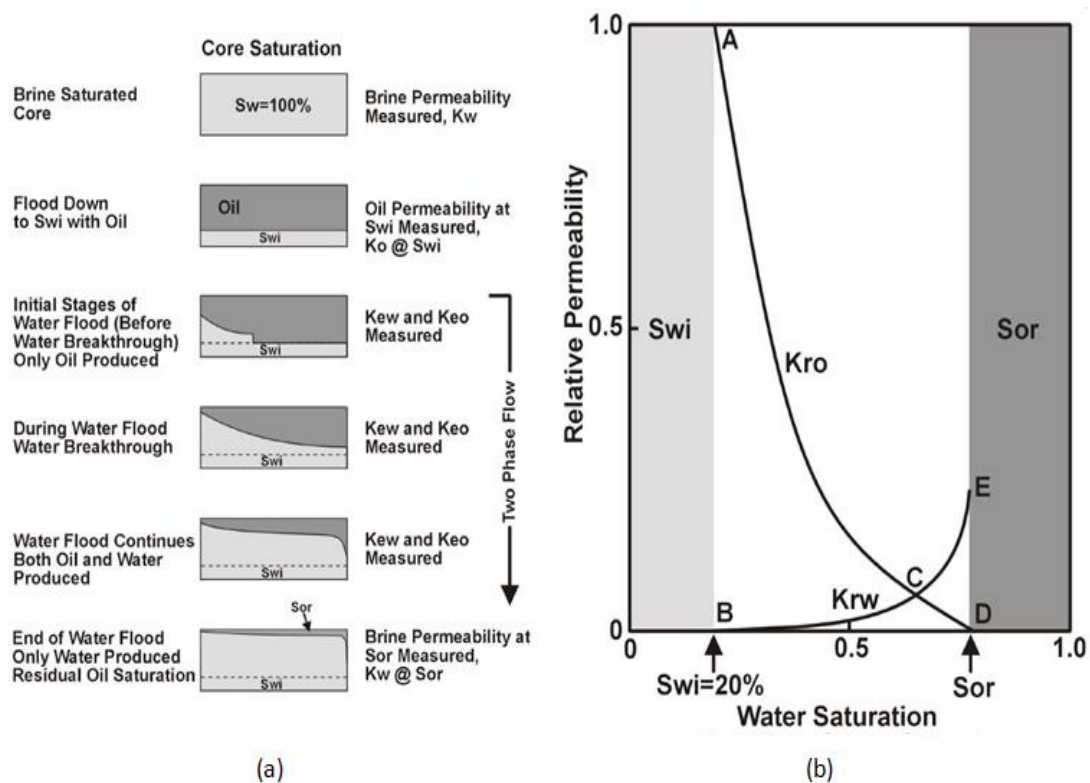 Core Saturation
Brine Saturated
Core
Sw=100%
Brine Permeability
Measured, Kw
Flood Down
to Swi with Oil
Oil
Swi
Oil Permeability at
Swi Measured,
Ko @ Swi
Initial Stages of
Water Flood (Before
Water Breakthrough)
Only Oil Produced
Swi
Kew and Keo
Measured
During Water Flood
Water Breakthrough
Swi
Kew and Keo
Measured
Water Flood Continues
Both Oil and Water
Produced
Swi
Kew and Keo
Measured
Sor
End of Water Flood
Only Water Produced
Residual Oil Saturation
Swi
Brine Permeability at
Sor Measured,
Kw @ Sor
Two Phase Flow
(a)
1.0
0.5
0
Relative Permeability
A
Swi
Sor
Kro
E
C
Krw
B
D
0
0.5
1.0
Swi=20%
Sor
Water Saturation
(b)